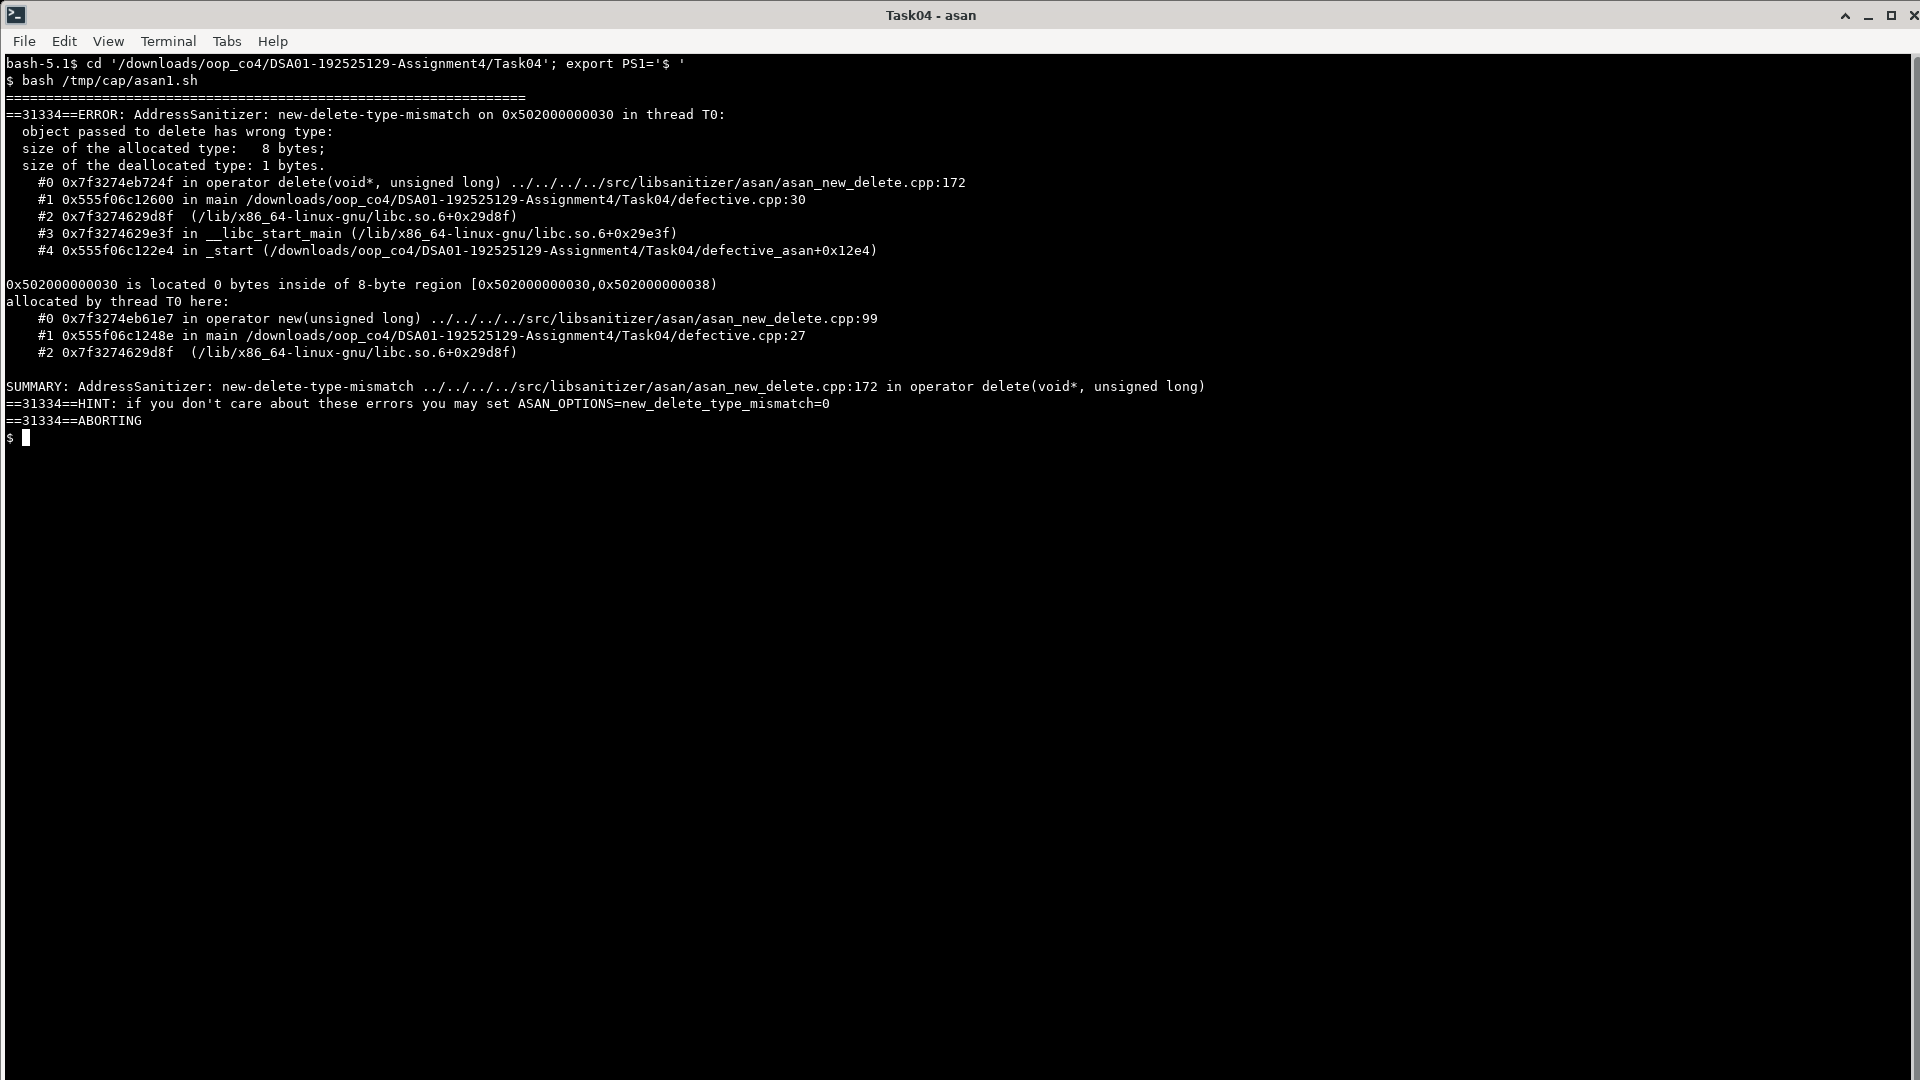 Task04 - asan
File Edit View Terminal Tabs Help
bash-5.1$ cd '/downloads/oop_co4/DSA01-192525129-Assignment4/Task04'; export PS1='$ '
$ bash /tmp/cap/asan1.sh
=================================================================
==31334==ERROR: AddressSanitizer: new-delete-type-mismatch on 0x502000000030 in thread T0:
  object passed to delete has wrong type:
  size of the allocated type:   8 bytes;
  size of the deallocated type: 1 bytes.
    #0 0x7f3274eb724f in operator delete(void*, unsigned long) ../../../../src/libsanitizer/asan/asan_new_delete.cpp:172
    #1 0x555f06c12600 in main /downloads/oop_co4/DSA01-192525129-Assignment4/Task04/defective.cpp:30
    #2 0x7f3274629d8f  (/lib/x86_64-linux-gnu/libc.so.6+0x29d8f)
    #3 0x7f3274629e3f in __libc_start_main (/lib/x86_64-linux-gnu/libc.so.6+0x29e3f)
    #4 0x555f06c122e4 in _start (/downloads/oop_co4/DSA01-192525129-Assignment4/Task04/defective_asan+0x12e4)

0x502000000030 is located 0 bytes inside of 8-byte region [0x502000000030,0x502000000038)
allocated by thread T0 here:
    #0 0x7f3274eb61e7 in operator new(unsigned long) ../../../../src/libsanitizer/asan/asan_new_delete.cpp:99
    #1 0x555f06c1248e in main /downloads/oop_co4/DSA01-192525129-Assignment4/Task04/defective.cpp:27
    #2 0x7f3274629d8f  (/lib/x86_64-linux-gnu/libc.so.6+0x29d8f)

SUMMARY: AddressSanitizer: new-delete-type-mismatch ../../../../src/libsanitizer/asan/asan_new_delete.cpp:172 in operator delete(void*, unsigned long)
==31334==HINT: if you don't care about these errors you may set ASAN_OPTIONS=new_delete_type_mismatch=0
==31334==ABORTING
$